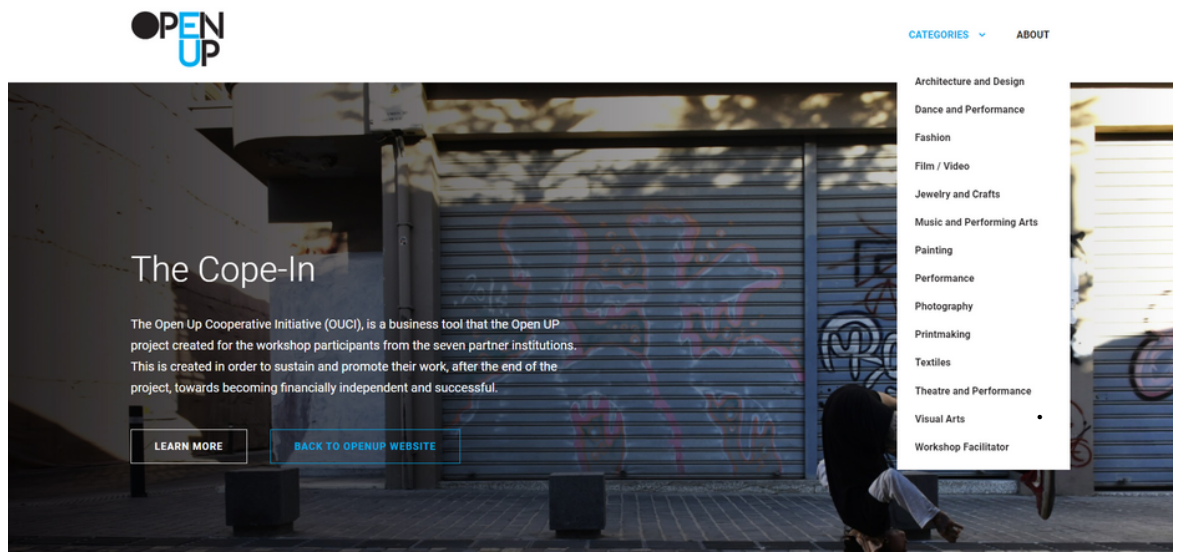 OPEN
UP
CATEGORIES
ABOUT
Architecture and Design
Dance and Performance
Fashion
Film / Video
Jewelry and Crafts
Music and Performing Arts
Painting
Performance
Photography
Printmaking
Textiles
Theatre and Performance
Visual Arts
Workshop Facilitator
The Cope-In
The Open Up Cooperative Initiative (OUCI), is a business tool that the Open UP
project created for the workshop participants from the seven partner institutions.
This is created in order to sustain and promote their work, after the end of the
project, towards becoming financially independent and successful.
LEARN MORE
BACK TO OPENUP WEBSITE